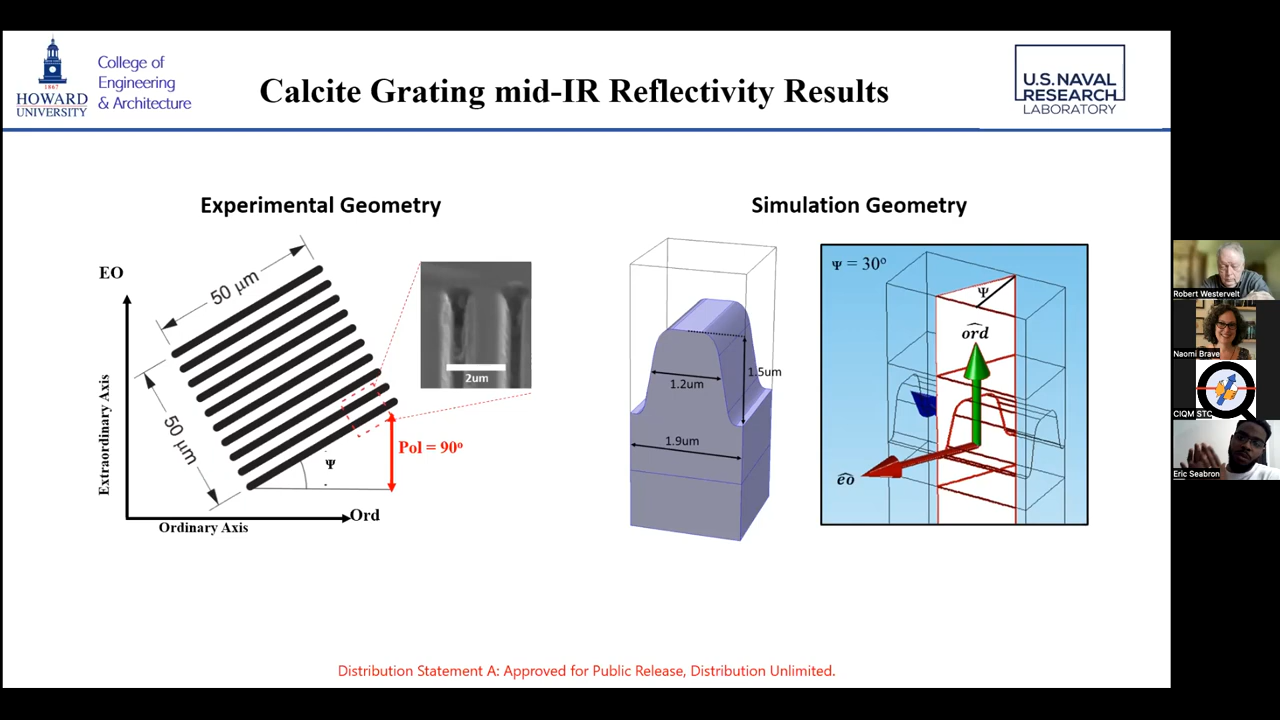 1867
HOWARD
UNIVERSITY
College of
Engineering
& Architecture
Calcite Grating mid-IR Reflectivity Results
U.S. NAVAL
RESEARCH
LABORATORY
Experimental Geometry
EO
Extraordinary Axis
50 μm
50 μm
2um
Pol = 90º
Ψ
Ord
Ordinary Axis
Simulation Geometry
1.2um
1.5um
1.9um
Ψ = 30º
Ψ
ord
eo
Distribution Statement A: Approved for Public Release, Distribution Unlimited.
Robert Westervelt
Naomi Brave
CIQM STC
Eric Seabron